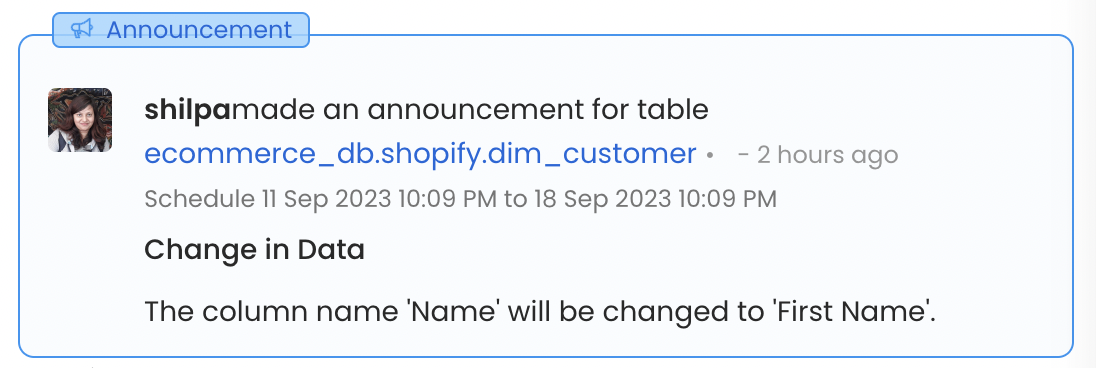 Announcement
shilpamade an announcement for table
ecommerce_db.shopify.dim_customer • - 2 hours ago
Schedule 11 Sep 2023 10:09 PM to 18 Sep 2023 10:09 PM
Change in Data
The column name 'Name' will be changed to 'First Name'.